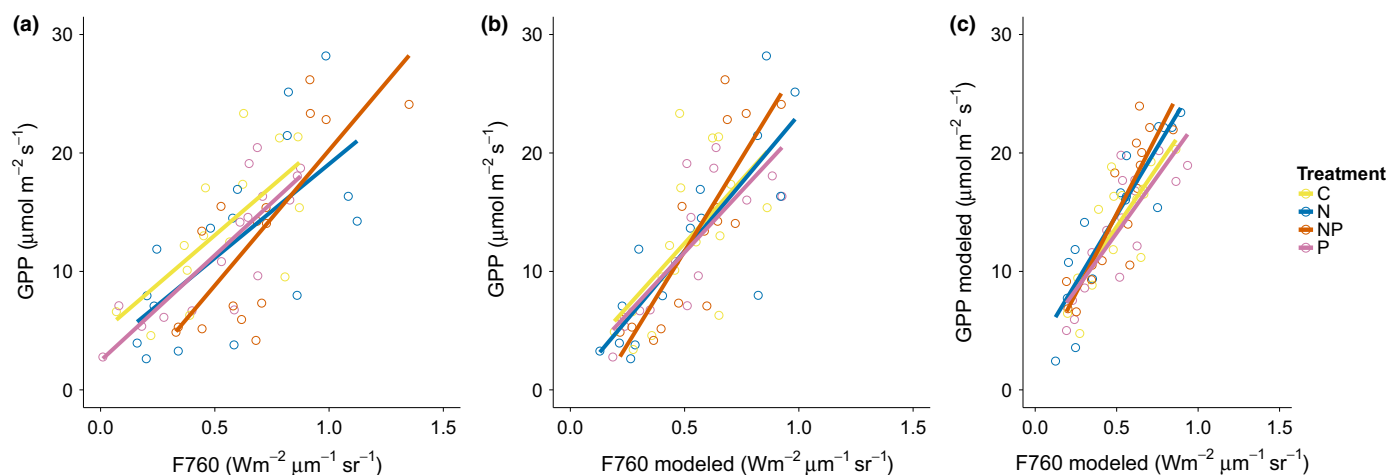 (a)
30
20
10
0
GPP (μmol m−2 s−1)
0.0 0.5 1.0 1.5
F760 (Wm−2 μm−1 sr−1)
(b)
30
20
10
0
GPP (μmol m−2 s−1)
0.0 0.5 1.0 1.5
F760 modeled (Wm−2 μm−1 sr−1)
(c)
30
20
10
0
GPP modeled (μmol m−2 s−1)
0.0 0.5 1.0 1.5
F760 modeled (Wm−2 μm−1 sr−1)
Treatment
C
N
NP
P